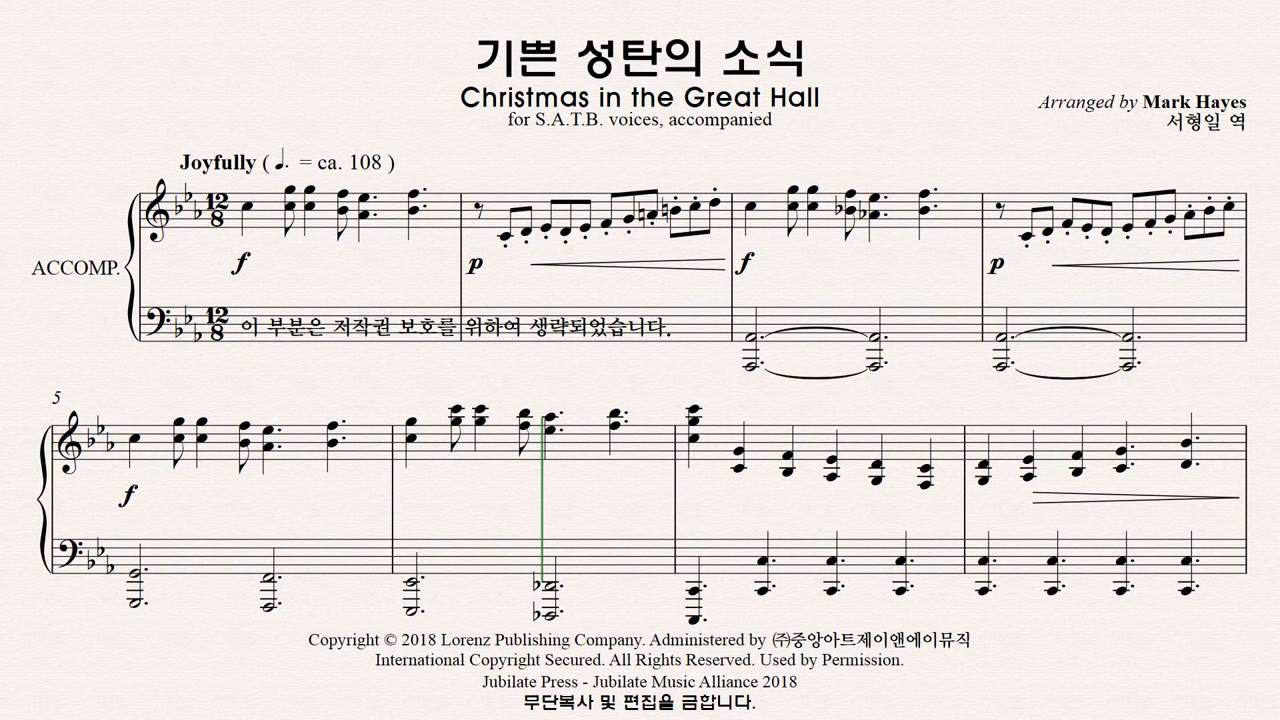 기쁜 성탄의 소식
Christmas in the Great Hall
for S.A.T.B. voices, accompanied
Arranged by Mark Hayes
서형일 역
Joyfully (♩. = ca. 108 )
ACCOMP.
12
8
f
p
f
p
12
8
이 부분은 저작권 보호를 위하여 생략되었습니다.
5
f
Copyright © 2018 Lorenz Publishing Company. Administered by ㈜중앙아트제이앤에이뮤직
International Copyright Secured. All Rights Reserved. Used by Permission.
Jubilate Press - Jubilate Music Alliance 2018
무단복사 및 편집을 금합니다.